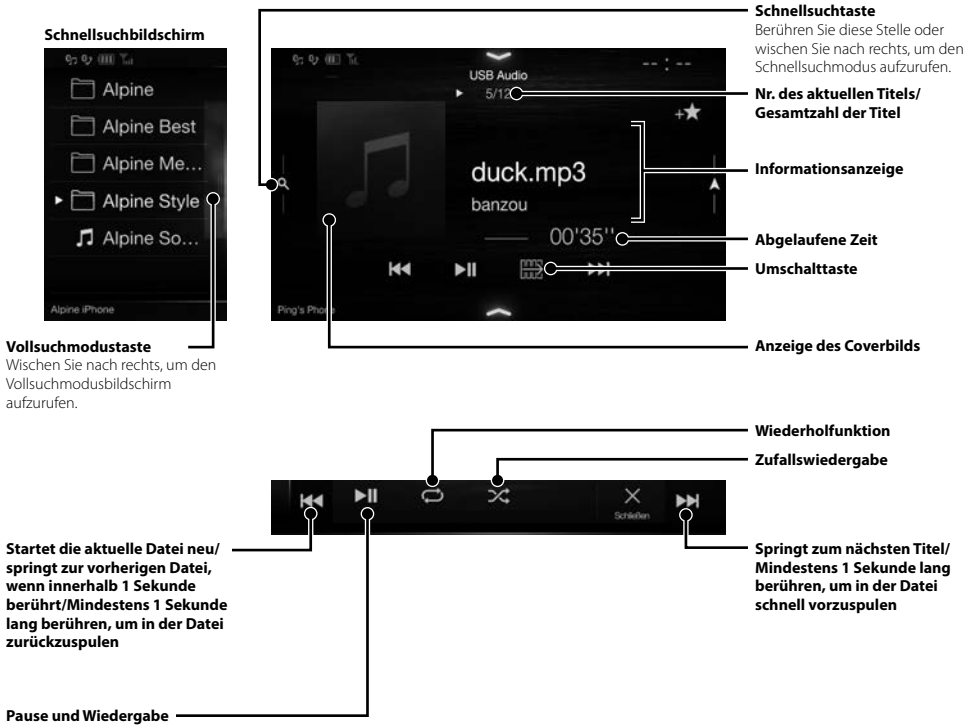 Schnellsuchbildschirm
Alpine
Alpine Best
Alpine Me...
Alpine Style
Alpine So...
Alpine iPhone
Vollsuchmodustaste
Wischen Sie nach rechts, um den
Vollsuchmodusbildschirm
aufzurufen.
USB Audio
5/12
-- : --
duck.mp3
banzou
00'35''
Ping's Pho
Schnellsuchtaste
Berühren Sie diese Stelle oder
wischen Sie nach rechts, um den
Schnellsuchmodus aufzurufen.
Nr. des aktuellen Titels/
Gesamtzahl der Titel
Informationsanzeige
Abgelaufene Zeit
Umschalttaste
Anzeige des Coverbilds
Wiederholfunktion
Zufallswiedergabe
Schließen
Startet die aktuelle Datei neu/
springt zur vorherigen Datei,
wenn innerhalb 1 Sekunde
berührt/Mindestens 1 Sekunde
lang berühren, um in der Datei
zurückzuspulen
Springt zum nächsten Titel/
Mindestens 1 Sekunde lang
berühren, um in der Datei
schnell vorzuspulen
Pause und Wiedergabe